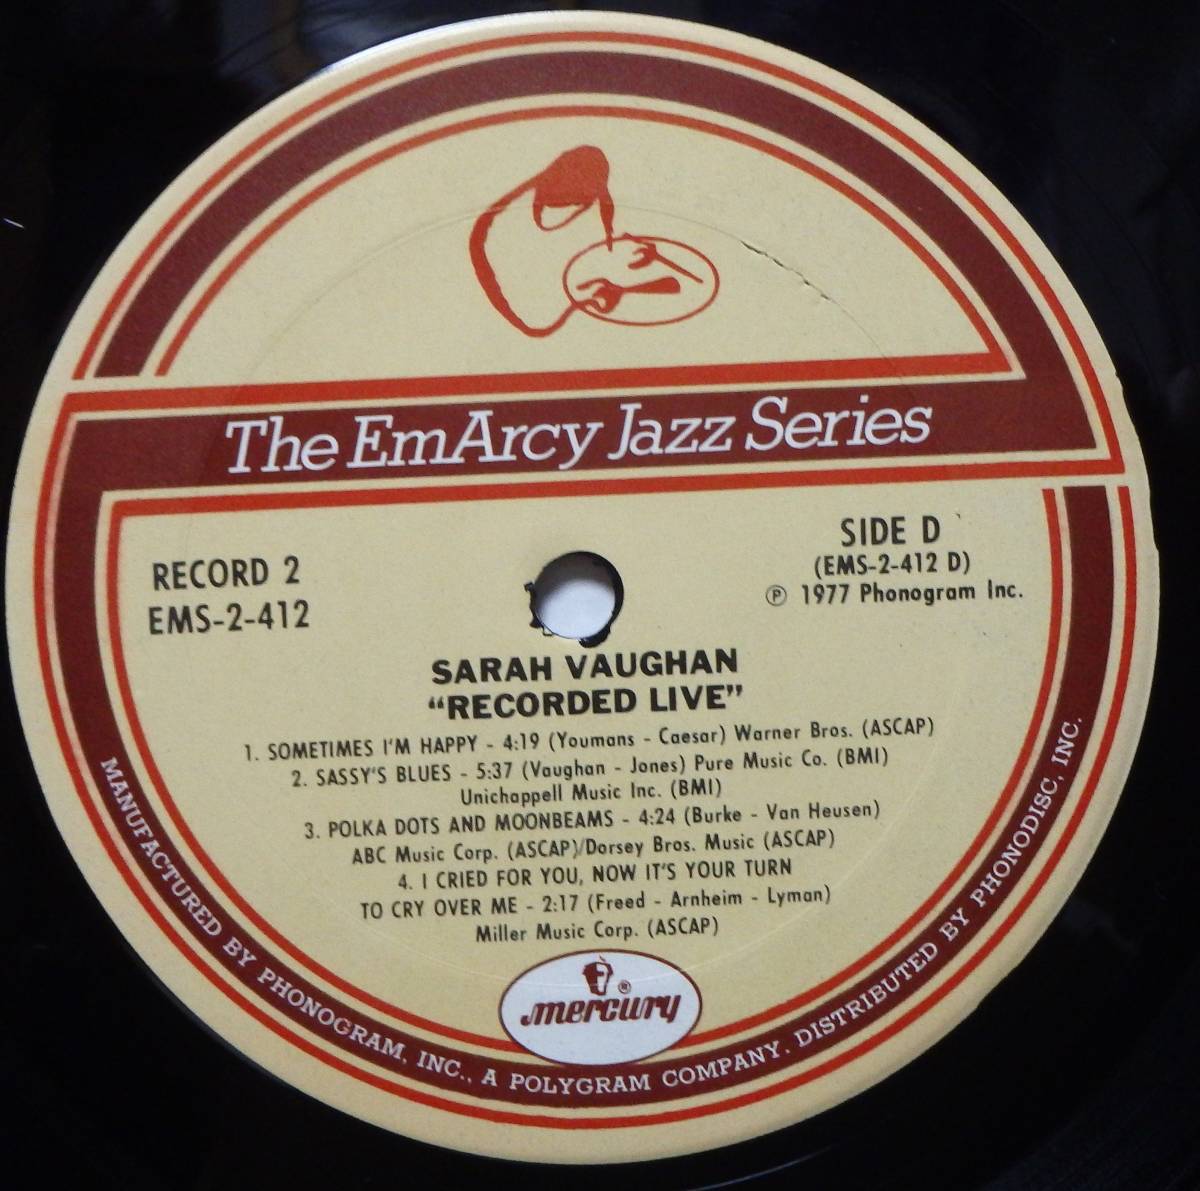 The EmArcy Jazz Series
RECORD 2
EMS-2-412
SIDE D
(EMS-2-412 D)
℗ 1977 Phonogram Inc.
SARAH VAUGHAN
“RECORDED LIVE”
1. SOMETIMES I'M HAPPY - 4:19 (Youmans - Caesar) Warner Bros. (ASCAP)
2. SASSY'S BLUES - 5:37 (Vaughan - Jones) Pure Music Co. (BMI)
Unichappell Music Inc. (BMI)
3. POLKA DOTS AND MOONBEAMS - 4:24 (Burke - Van Heusen)
ABC Music Corp. (ASCAP)/Dorsey Bros. Music (ASCAP)
4. I CRIED FOR YOU, NOW IT'S YOUR TURN
TO CRY OVER ME - 2:17 (Freed - Arnheim - Lyman)
Miller Music Corp. (ASCAP)
®
mercury
MANUFACTURED BY PHONOGRAM, INC., A POLYGRAM COMPANY. DISTRIBUTED BY PHONODISC, INC.